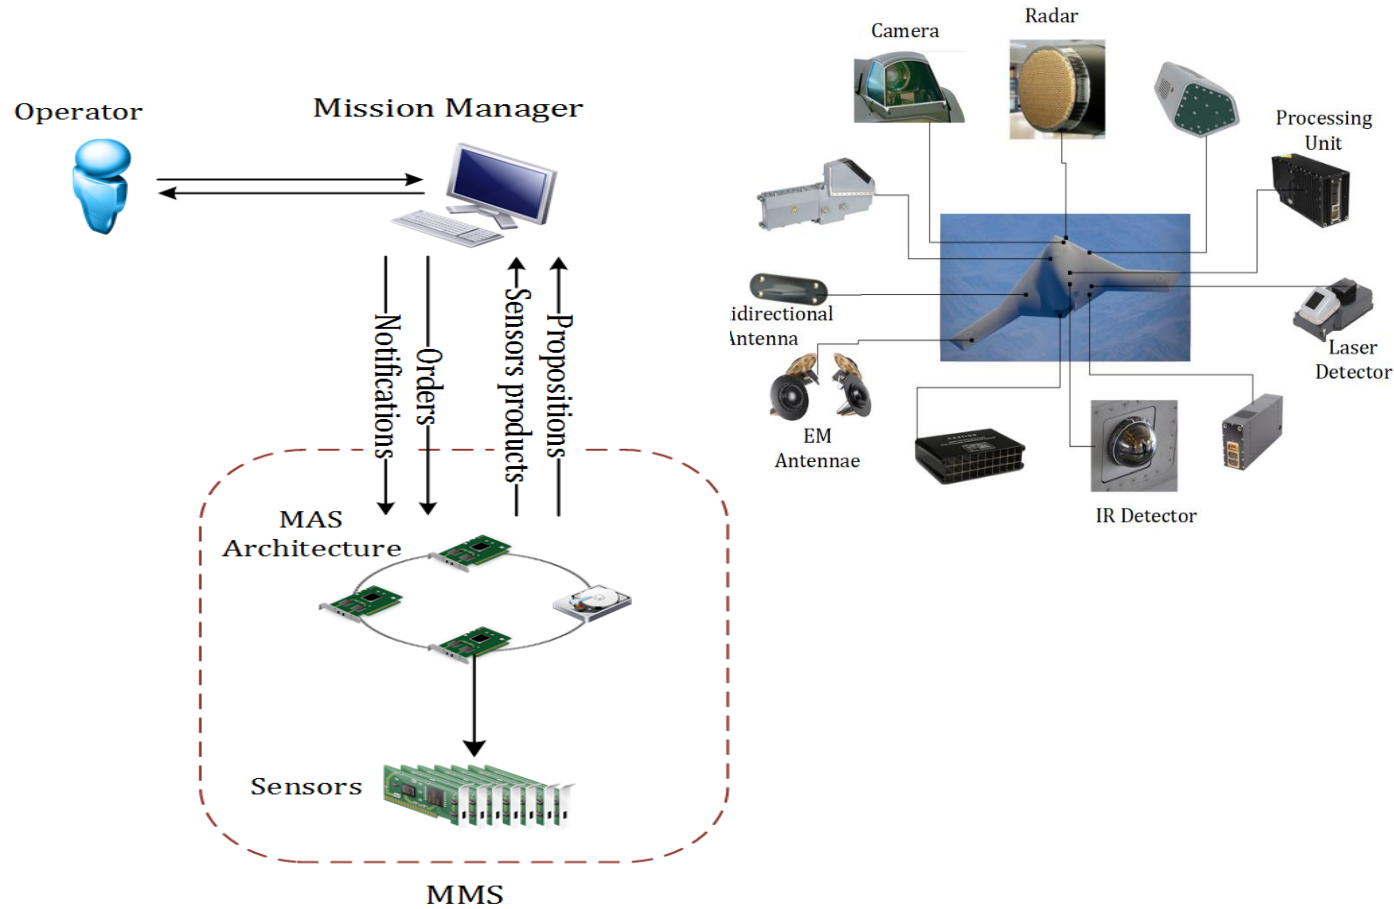 Operator
Mission Manager
Notifications
Orders
Sensors products
Propositions
MAS
Architecture
Sensors
MMS
Camera
Radar
Processing
Unit
idirectional
Antenna
Laser
Detector
EM
Antennae
IR Detector